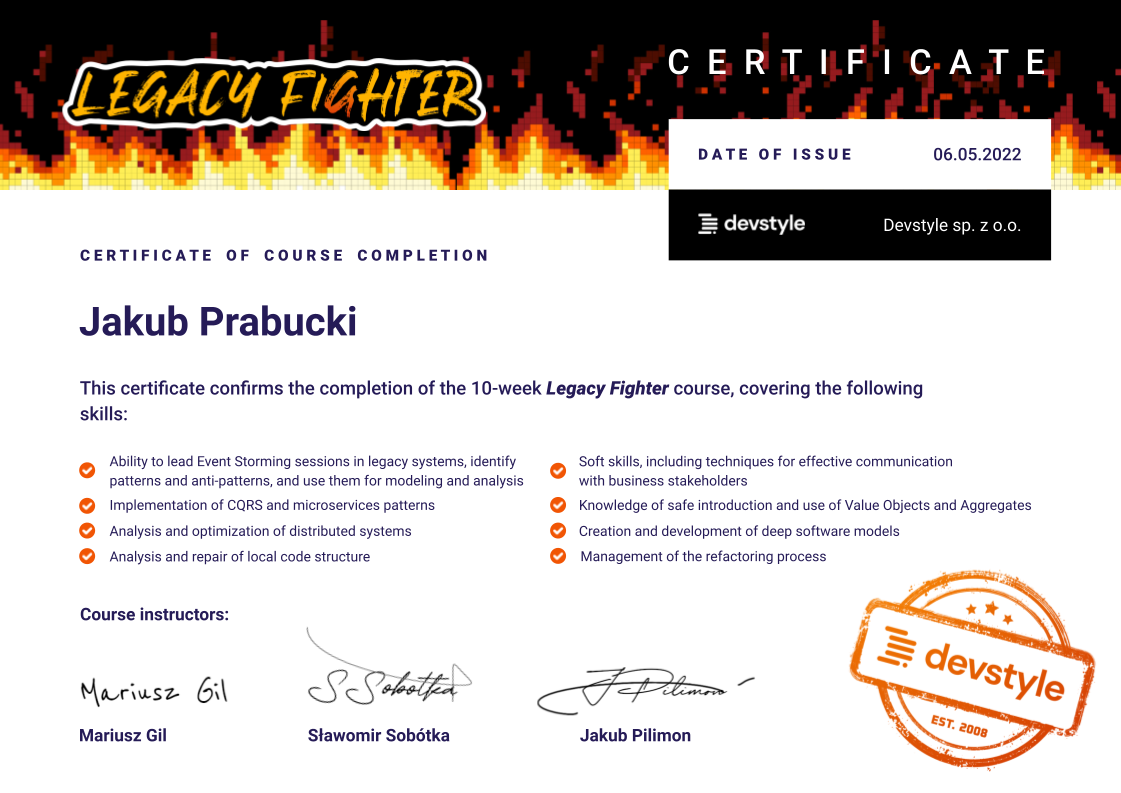 LEGACY FIGHTER
CERTIFICATE
DATE OF ISSUE 06.05.2022
devstyle Devstyle sp. z o.o.
CERTIFICATE OF COURSE COMPLETION
Jakub Prabucki
This certificate confirms the completion of the 10-week Legacy Fighter course, covering the following
skills:
Ability to lead Event Storming sessions in legacy systems, identify
patterns and anti-patterns, and use them for modeling and analysis
Implementation of CQRS and microservices patterns
Analysis and optimization of distributed systems
Analysis and repair of local code structure
Soft skills, including techniques for effective communication
with business stakeholders
Knowledge of safe introduction and use of Value Objects and Aggregates
Creation and development of deep software models
Management of the refactoring process
Course instructors:
Mariusz Gil
S Sobótka
J Pilimon
Mariusz Gil
Sławomir Sobótka
Jakub Pilimon
devstyle
EST. 2008